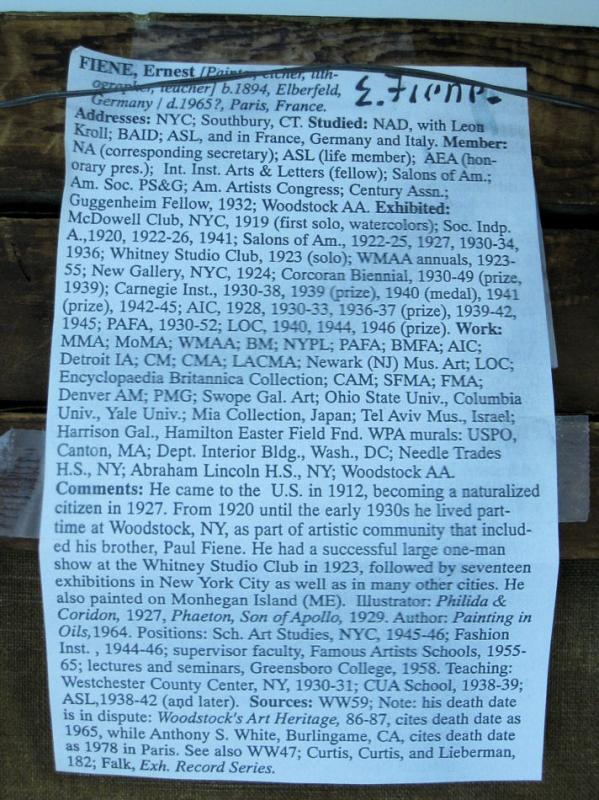 FIENE, Ernest [Painter, etcher, lith-
ographer, teacher] b.1894, Elberfeld,
Germany / d.1965?, Paris, France.
E. Fiene.
Addresses: NYC; Southbury, CT. Studied: NAD, with Leon
Kroll; BAID; ASL, and in France, Germany and Italy. Member:
NA (corresponding secretary); ASL (life member); AEA (hon-
orary pres.); Int. Inst. Arts & Letters (fellow); Salons of Am.;
Am. Soc. PS&G; Am. Artists Congress; Century Assn.;
Guggenheim Fellow, 1932; Woodstock AA. Exhibited:
McDowell Club, NYC, 1919 (first solo, watercolors); Soc. Indp.
A.,1920, 1922-26, 1941; Salons of Am., 1922-25, 1927, 1930-34,
1936; Whitney Studio Club, 1923 (solo); WMAA annuals, 1923-
55; New Gallery, NYC, 1924; Corcoran Biennial, 1930-49 (prize,
1939); Carnegie Inst., 1930-38, 1939 (prize), 1940 (medal), 1941
(prize), 1942-45; AIC, 1928, 1930-33, 1936-37 (prize), 1939-42,
1945; PAFA, 1930-52; LOC, 1940, 1944, 1946 (prize). Work:
MMA; MoMA; WMAA; BM; NYPL; PAFA; BMFA; AIC;
Detroit IA; CM; CMA; LACMA; Newark (NJ) Mus. Art; LOC;
Encyclopaedia Britannica Collection; CAM; SFMA; FMA;
Denver AM; PMG; Swope Gal. Art; Ohio State Univ., Columbia
Univ., Yale Univ.; Mia Collection, Japan; Tel Aviv Mus., Israel;
Harrison Gal., Hamilton Easter Field Fnd. WPA murals: USPO,
Canton, MA; Dept. Interior Bldg., Wash., DC; Needle Trades
H.S., NY; Abraham Lincoln H.S., NY; Woodstock AA.
Comments: He came to the U.S. in 1912, becoming a naturalized
citizen in 1927. From 1920 until the early 1930s he lived part-
time at Woodstock, NY, as part of artistic community that includ-
ed his brother, Paul Fiene. He had a successful large one-man
show at the Whitney Studio Club in 1923, followed by seventeen
exhibitions in New York City as well as in many other cities. He
also painted on Monhegan Island (ME). Illustrator: Philida &
Coridon, 1927, Phaeton, Son of Apollo, 1929. Author: Painting in
Oils,1964. Positions: Sch. Art Studies, NYC, 1945-46; Fashion
Inst. , 1944-46; supervisor faculty, Famous Artists Schools, 1955-
65; lectures and seminars, Greensboro College, 1958. Teaching:
Westchester County Center, NY, 1930-31; CUA School, 1938-39;
ASL,1938-42 (and later). Sources: WW59; Note: his death date
is in dispute: Woodstock's Art Heritage, 86-87, cites death date as
1965, while Anthony S. White, Burlingame, CA, cites death date
as 1978 in Paris. See also WW47; Curtis, Curtis, and Lieberman,
182; Falk, Exh. Record Series.